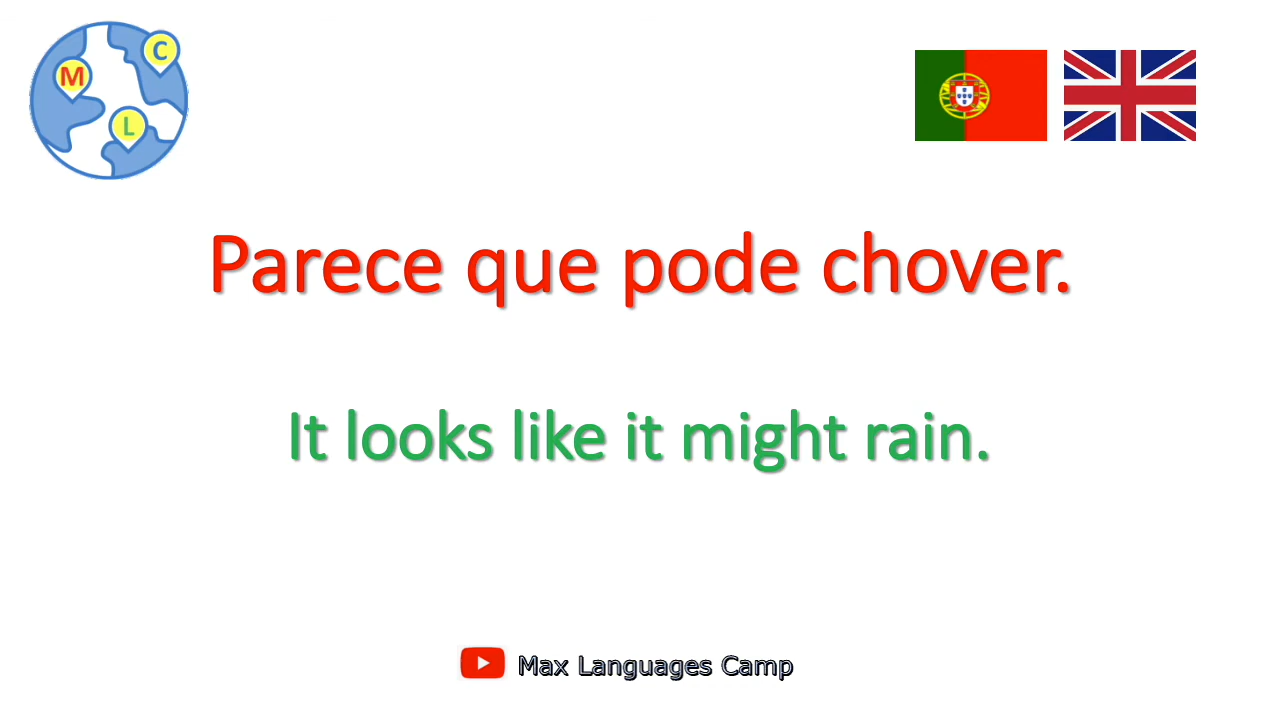 M
C
L
Parece que pode chover.
It looks like it might rain.
Max Languages Camp